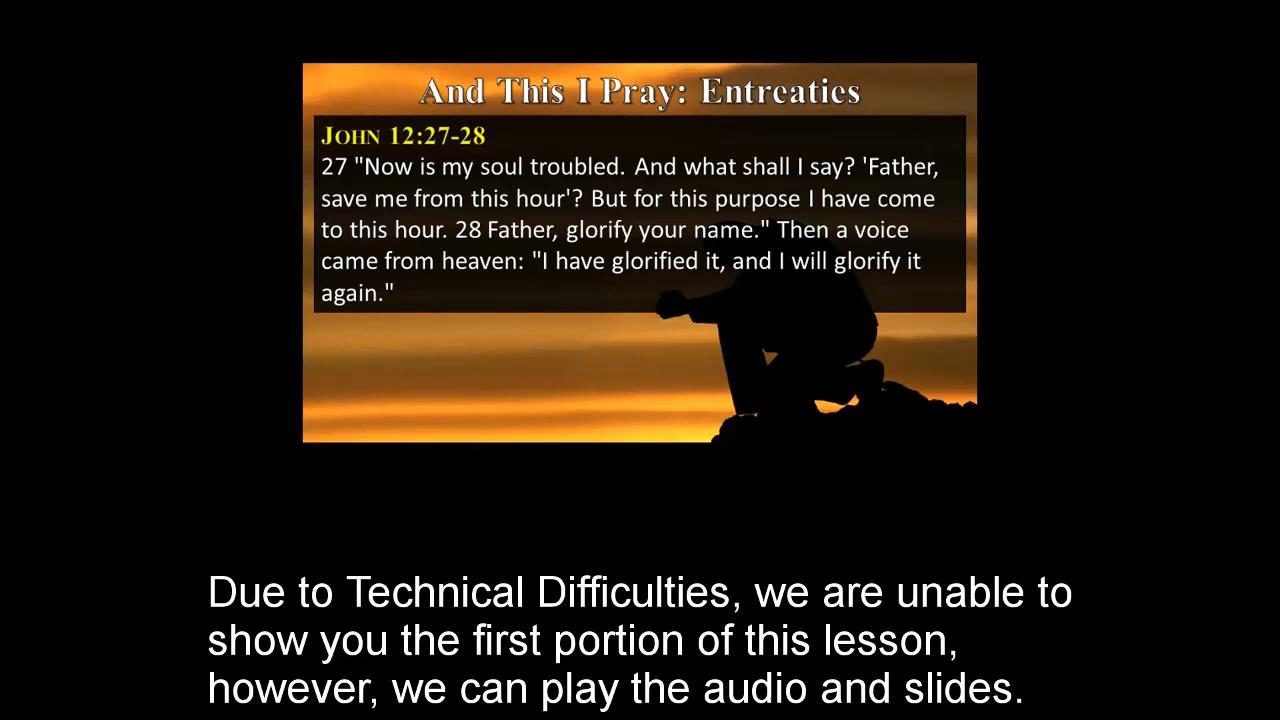 And This I Pray: Entreaties
JOHN 12:27-28
27 "Now is my soul troubled. And what shall I say? 'Father,
save me from this hour'? But for this purpose I have come
to this hour. 28 Father, glorify your name." Then a voice
came from heaven: "I have glorified it, and I will glorify it
again."
Due to Technical Difficulties, we are unable to
show you the first portion of this lesson,
however, we can play the audio and slides.